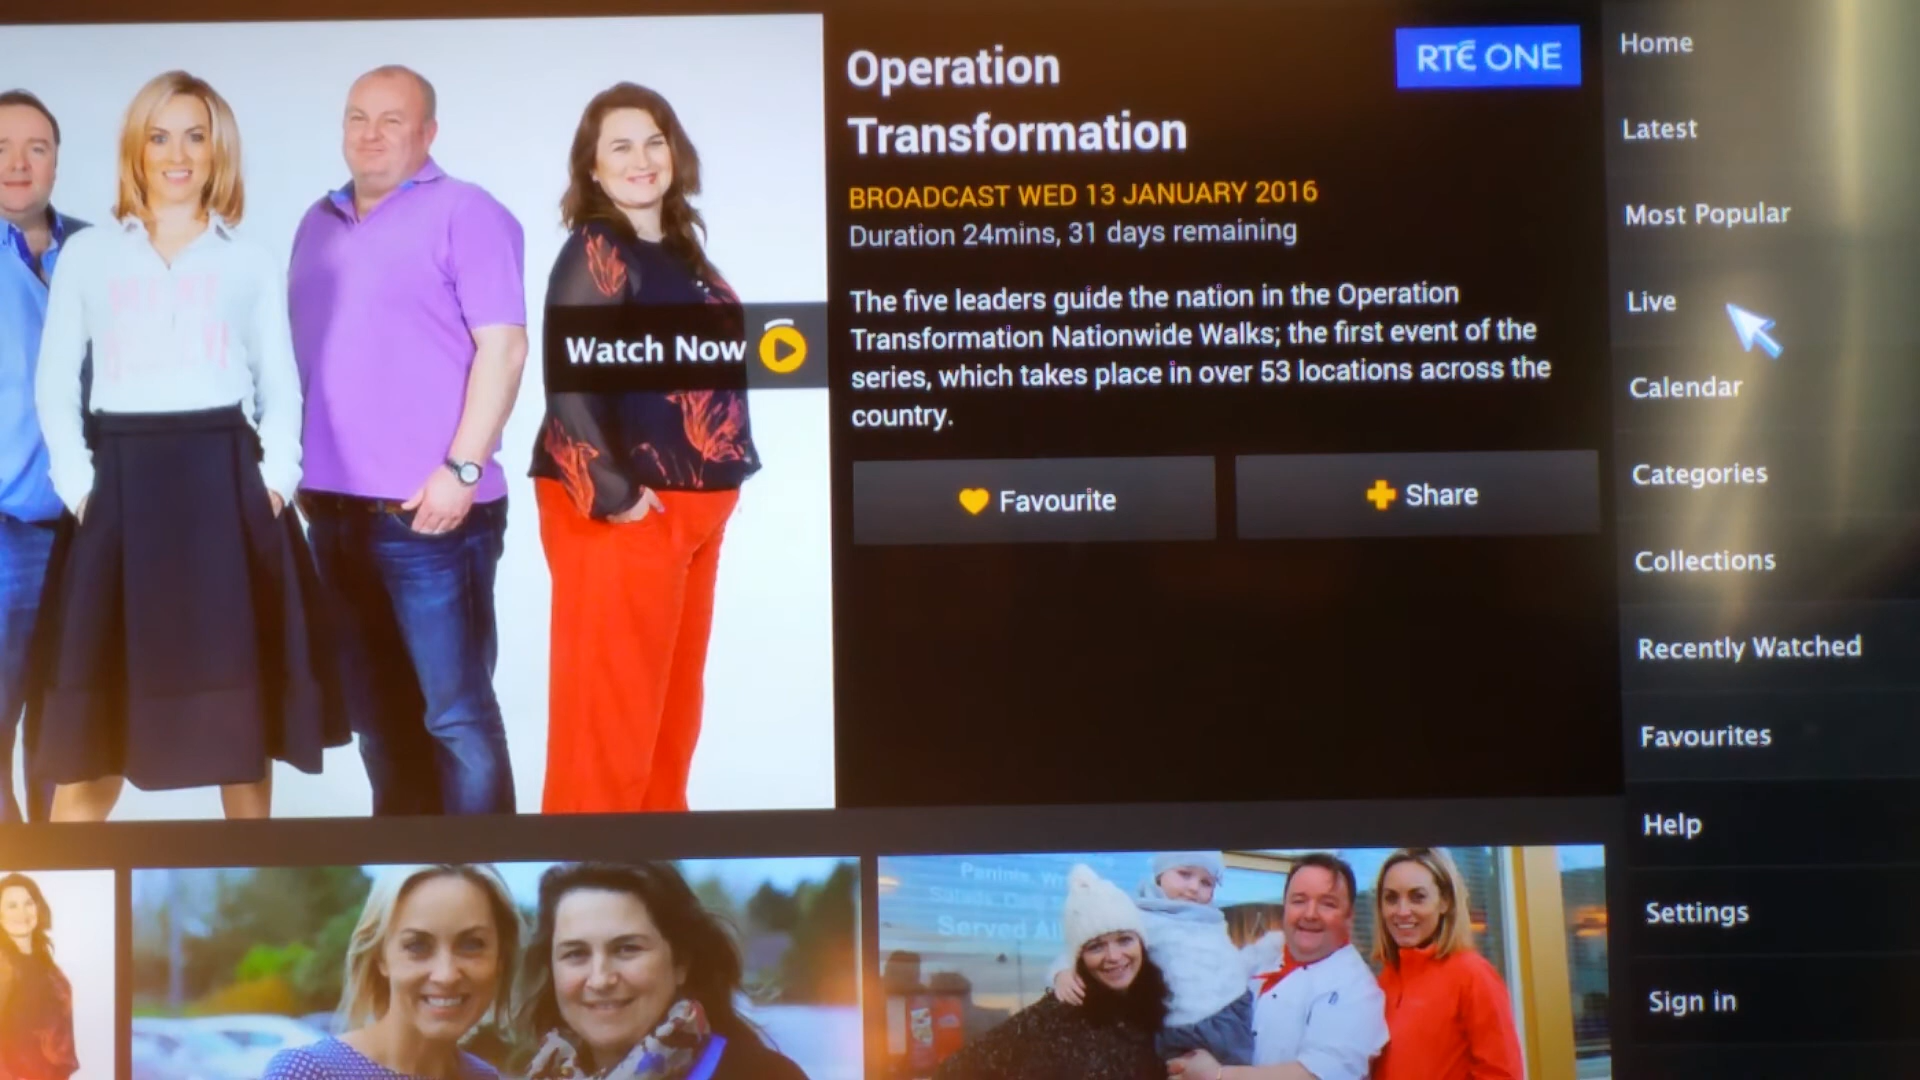 Operation
Transformation
RTÉ ONE
BROADCAST WED 13 JANUARY 2016
Duration 24mins, 31 days remaining
The five leaders guide the nation in the Operation
Transformation Nationwide Walks; the first event of the
series, which takes place in over 53 locations across the
country.
Watch Now
Favourite
Share
Home
Latest
Most Popular
Live
Calendar
Categories
Collections
Recently Watched
Favourites
Help
Settings
Sign in
Paninis,
Served All